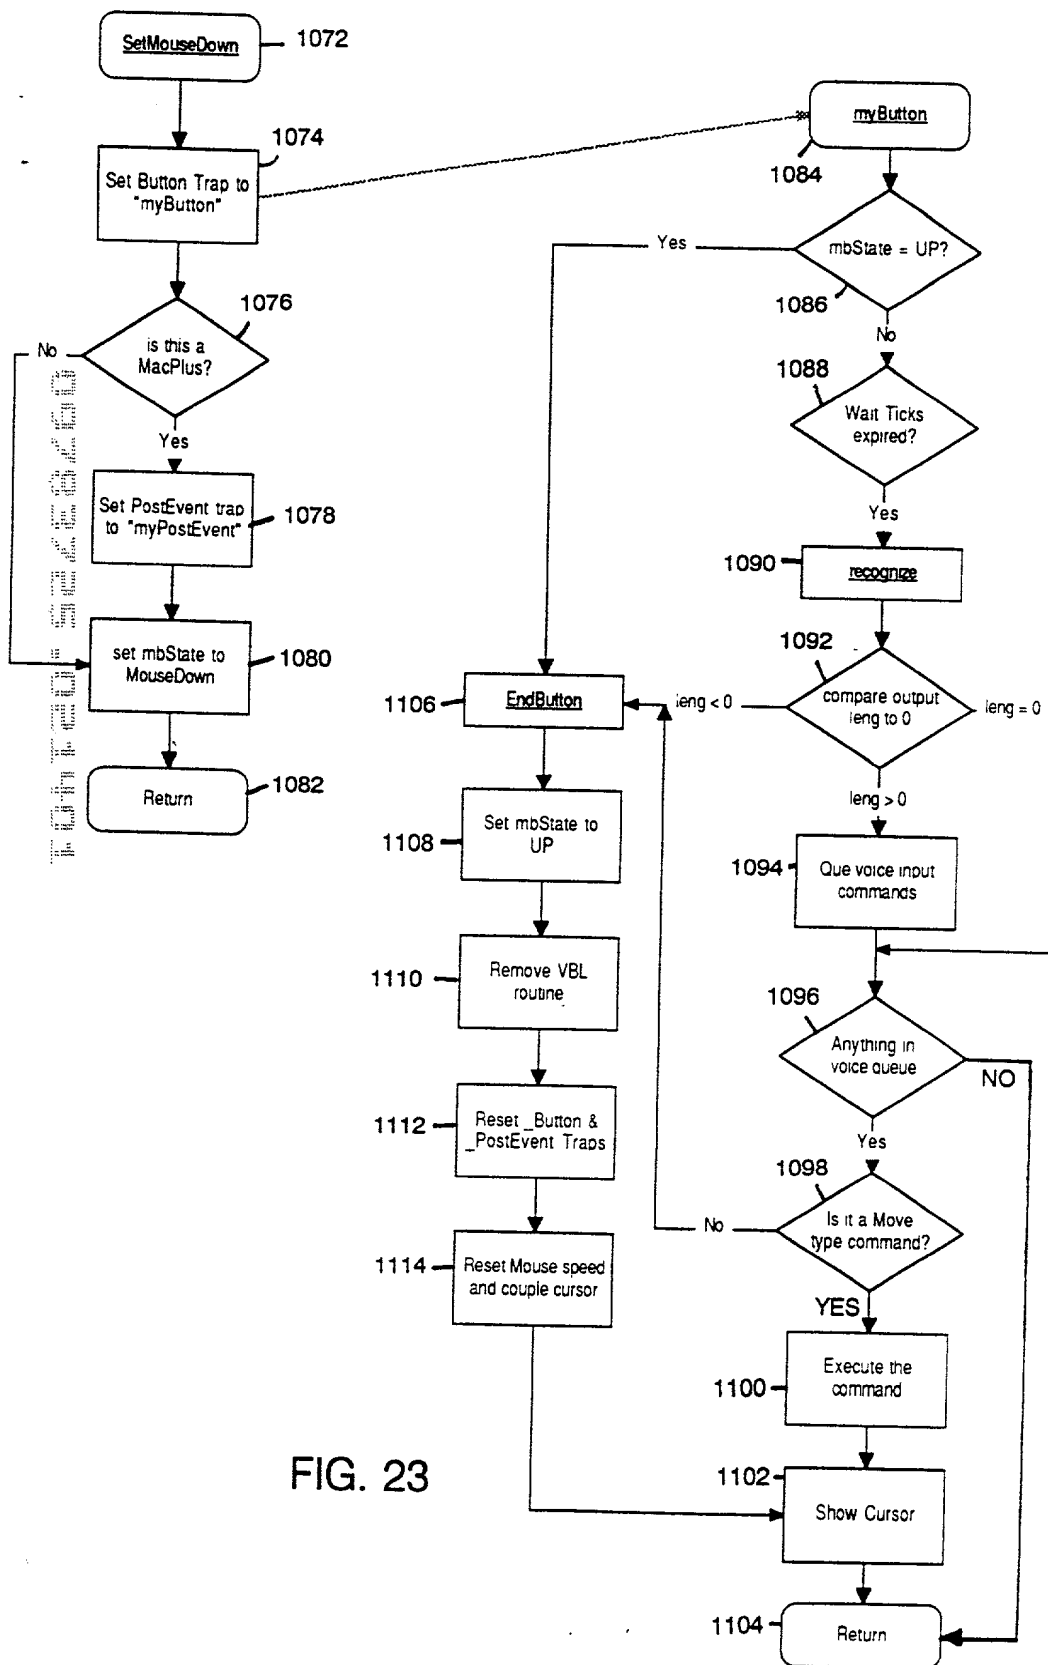 SetMouseDown
1072
1074
Set Button Trap to
"myButton"
1076
is this a
MacPlus?
No
Yes
Set PostEvent trap
to "myPostEvent"
1078
set mbState to
MouseDown
1080
Return
1082
myButton
1084
mbState = UP?
Yes
1086
No
1088
Wait Ticks
expired?
Yes
1090
recognize
1092
compare output
leng to 0
leng < 0
leng = 0
leng > 0
1094
Que voice input
commands
1096
Anything in
voice queue
NO
Yes
1098
Is it a Move
type command?
No
YES
1100
Execute the
command
1102
Show Cursor
1104
Return
1106
EndButton
1108
Set mbState to
UP
1110
Remove VBL
routine
1112
Reset _Button &
_PostEvent Traps
1114
Reset Mouse speed
and couple cursor
FIG. 23